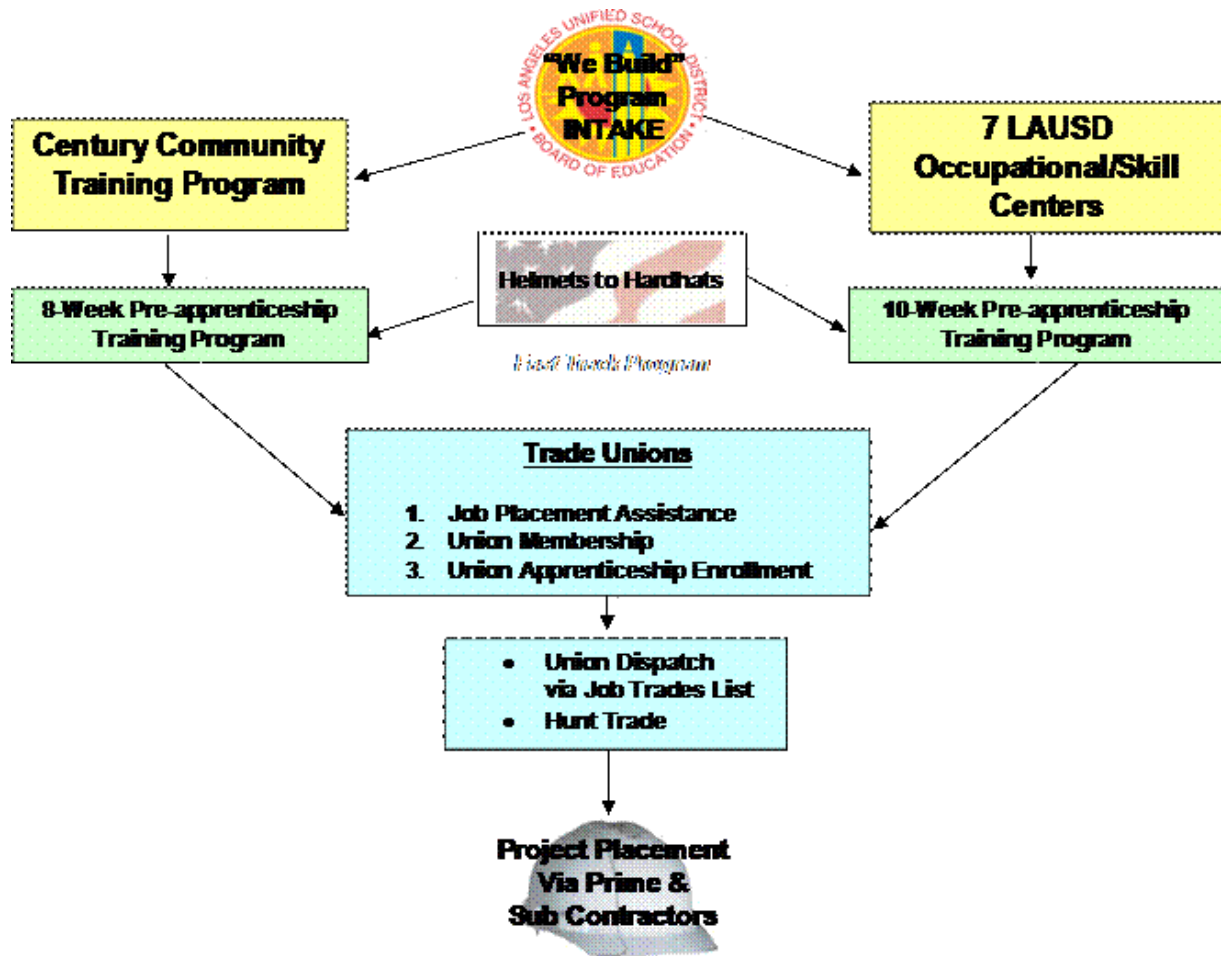 LOS ANGELES UNIFIED SCHOOL DISTRICT
• BOARD OF EDUCATION •
“We Build”
Program
INTAKE
Century Community
Training Program
7 LAUSD
Occupational/Skill
Centers
Helmets to Hardhats
8-Week Pre-apprenticeship
Training Program
10-Week Pre-apprenticeship
Training Program
Fast Track Program
Trade Unions
1. Job Placement Assistance
2. Union Membership
3. Union Apprenticeship Enrollment
• Union Dispatch
via Job Trades List
• Hunt Trade
Project Placement
Via Prime &
Sub Contractors